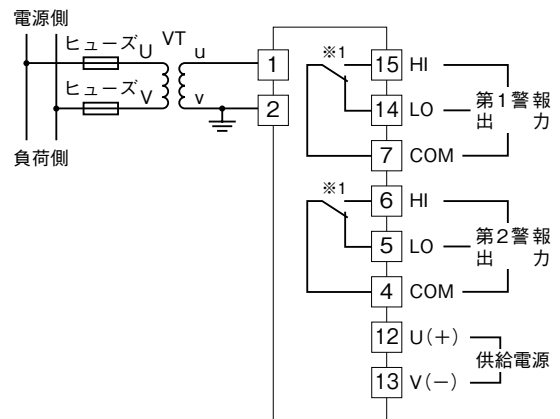 電源側
ヒューズ U VT u
ヒューズ V v
負荷側
1
2
※1
15 HI
14 LO 第1警報出力
7 COM
※1
6 HI
5 LO 第2警報出力
4 COM
12 U(+)
供給電源
13 V(−)